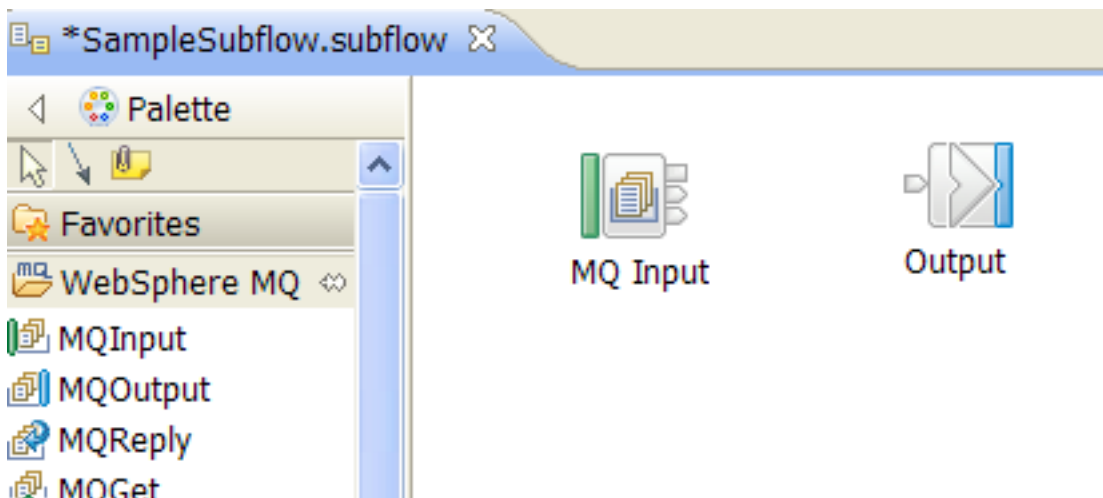 *SampleSubflow.subflow
Palette
Favorites
WebSphere MQ
MQInput
MQOutput
MQReply
MQGet
MQ Input
Output